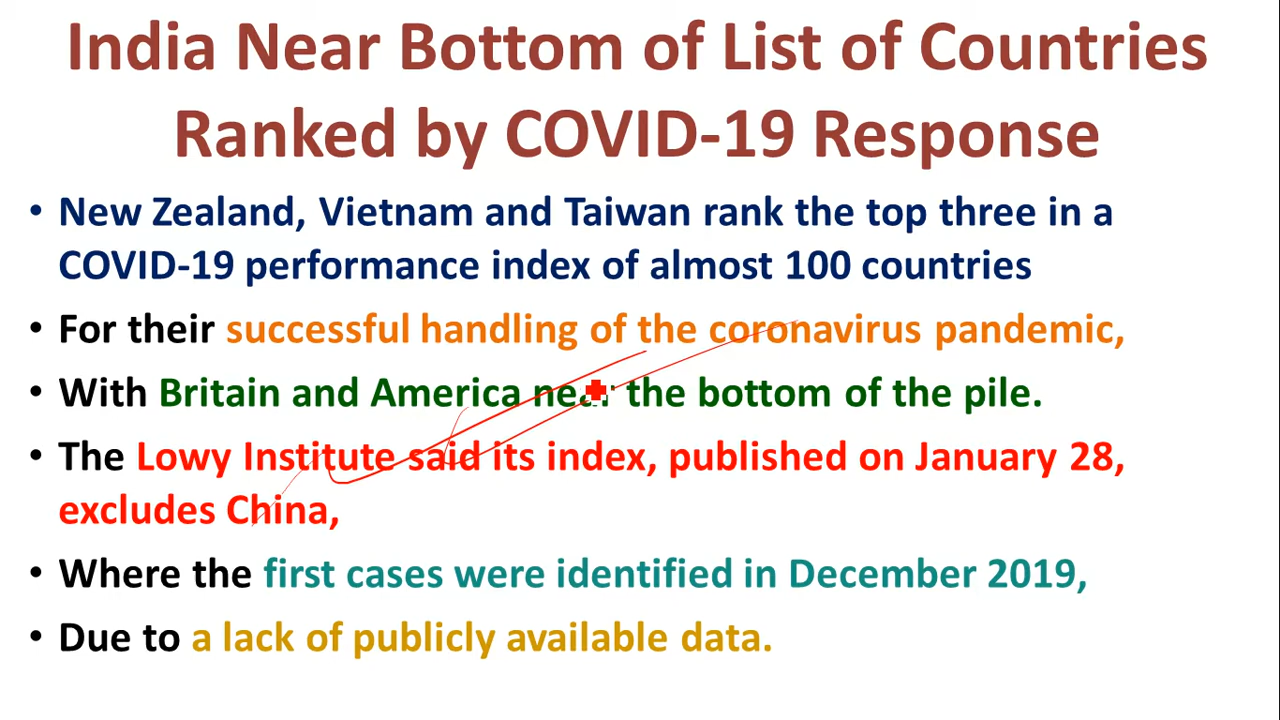 India Near Bottom of List of Countries
Ranked by COVID-19 Response
• New Zealand, Vietnam and Taiwan rank the top three in a
COVID-19 performance index of almost 100 countries
• For their successful handling of the coronavirus pandemic,
• With Britain and America near the bottom of the pile.
• The Lowy Institute said its index, published on January 28,
excludes China,
• Where the first cases were identified in December 2019,
• Due to a lack of publicly available data.